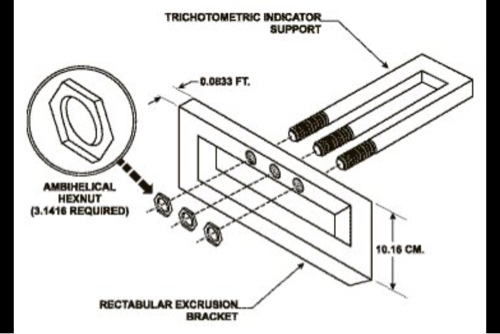 TRICHOTOMETRIC INDICATOR
SUPPORT
0.0833 FT.
AMBIHELICAL
HEXNUT
(3.1416 REQUIRED)
10.16 CM.
RECTABULAR EXCRUSION
BRACKET